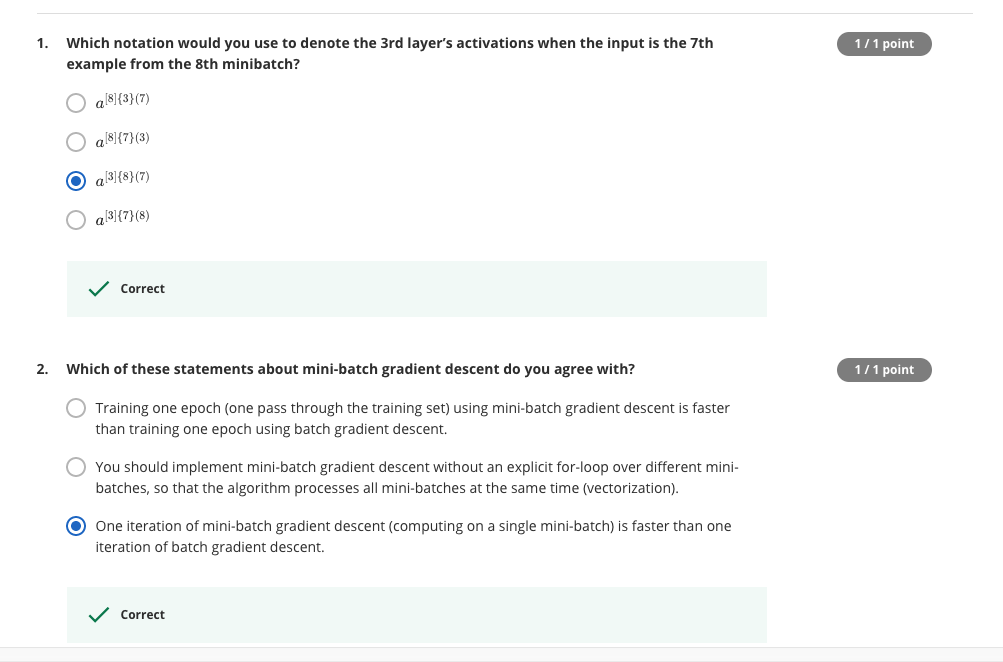 1. Which notation would you use to denote the 3rd layer’s activations when the input is the 7th
example from the 8th minibatch?
1 / 1 point
a^[8]{3}(7)
a^[8]{7}(3)
a^[3]{8}(7)
a^[3]{7}(8)
Correct
2. Which of these statements about mini-batch gradient descent do you agree with?
1 / 1 point
Training one epoch (one pass through the training set) using mini-batch gradient descent is faster
than training one epoch using batch gradient descent.
You should implement mini-batch gradient descent without an explicit for-loop over different mini-
batches, so that the algorithm processes all mini-batches at the same time (vectorization).
One iteration of mini-batch gradient descent (computing on a single mini-batch) is faster than one
iteration of batch gradient descent.
Correct